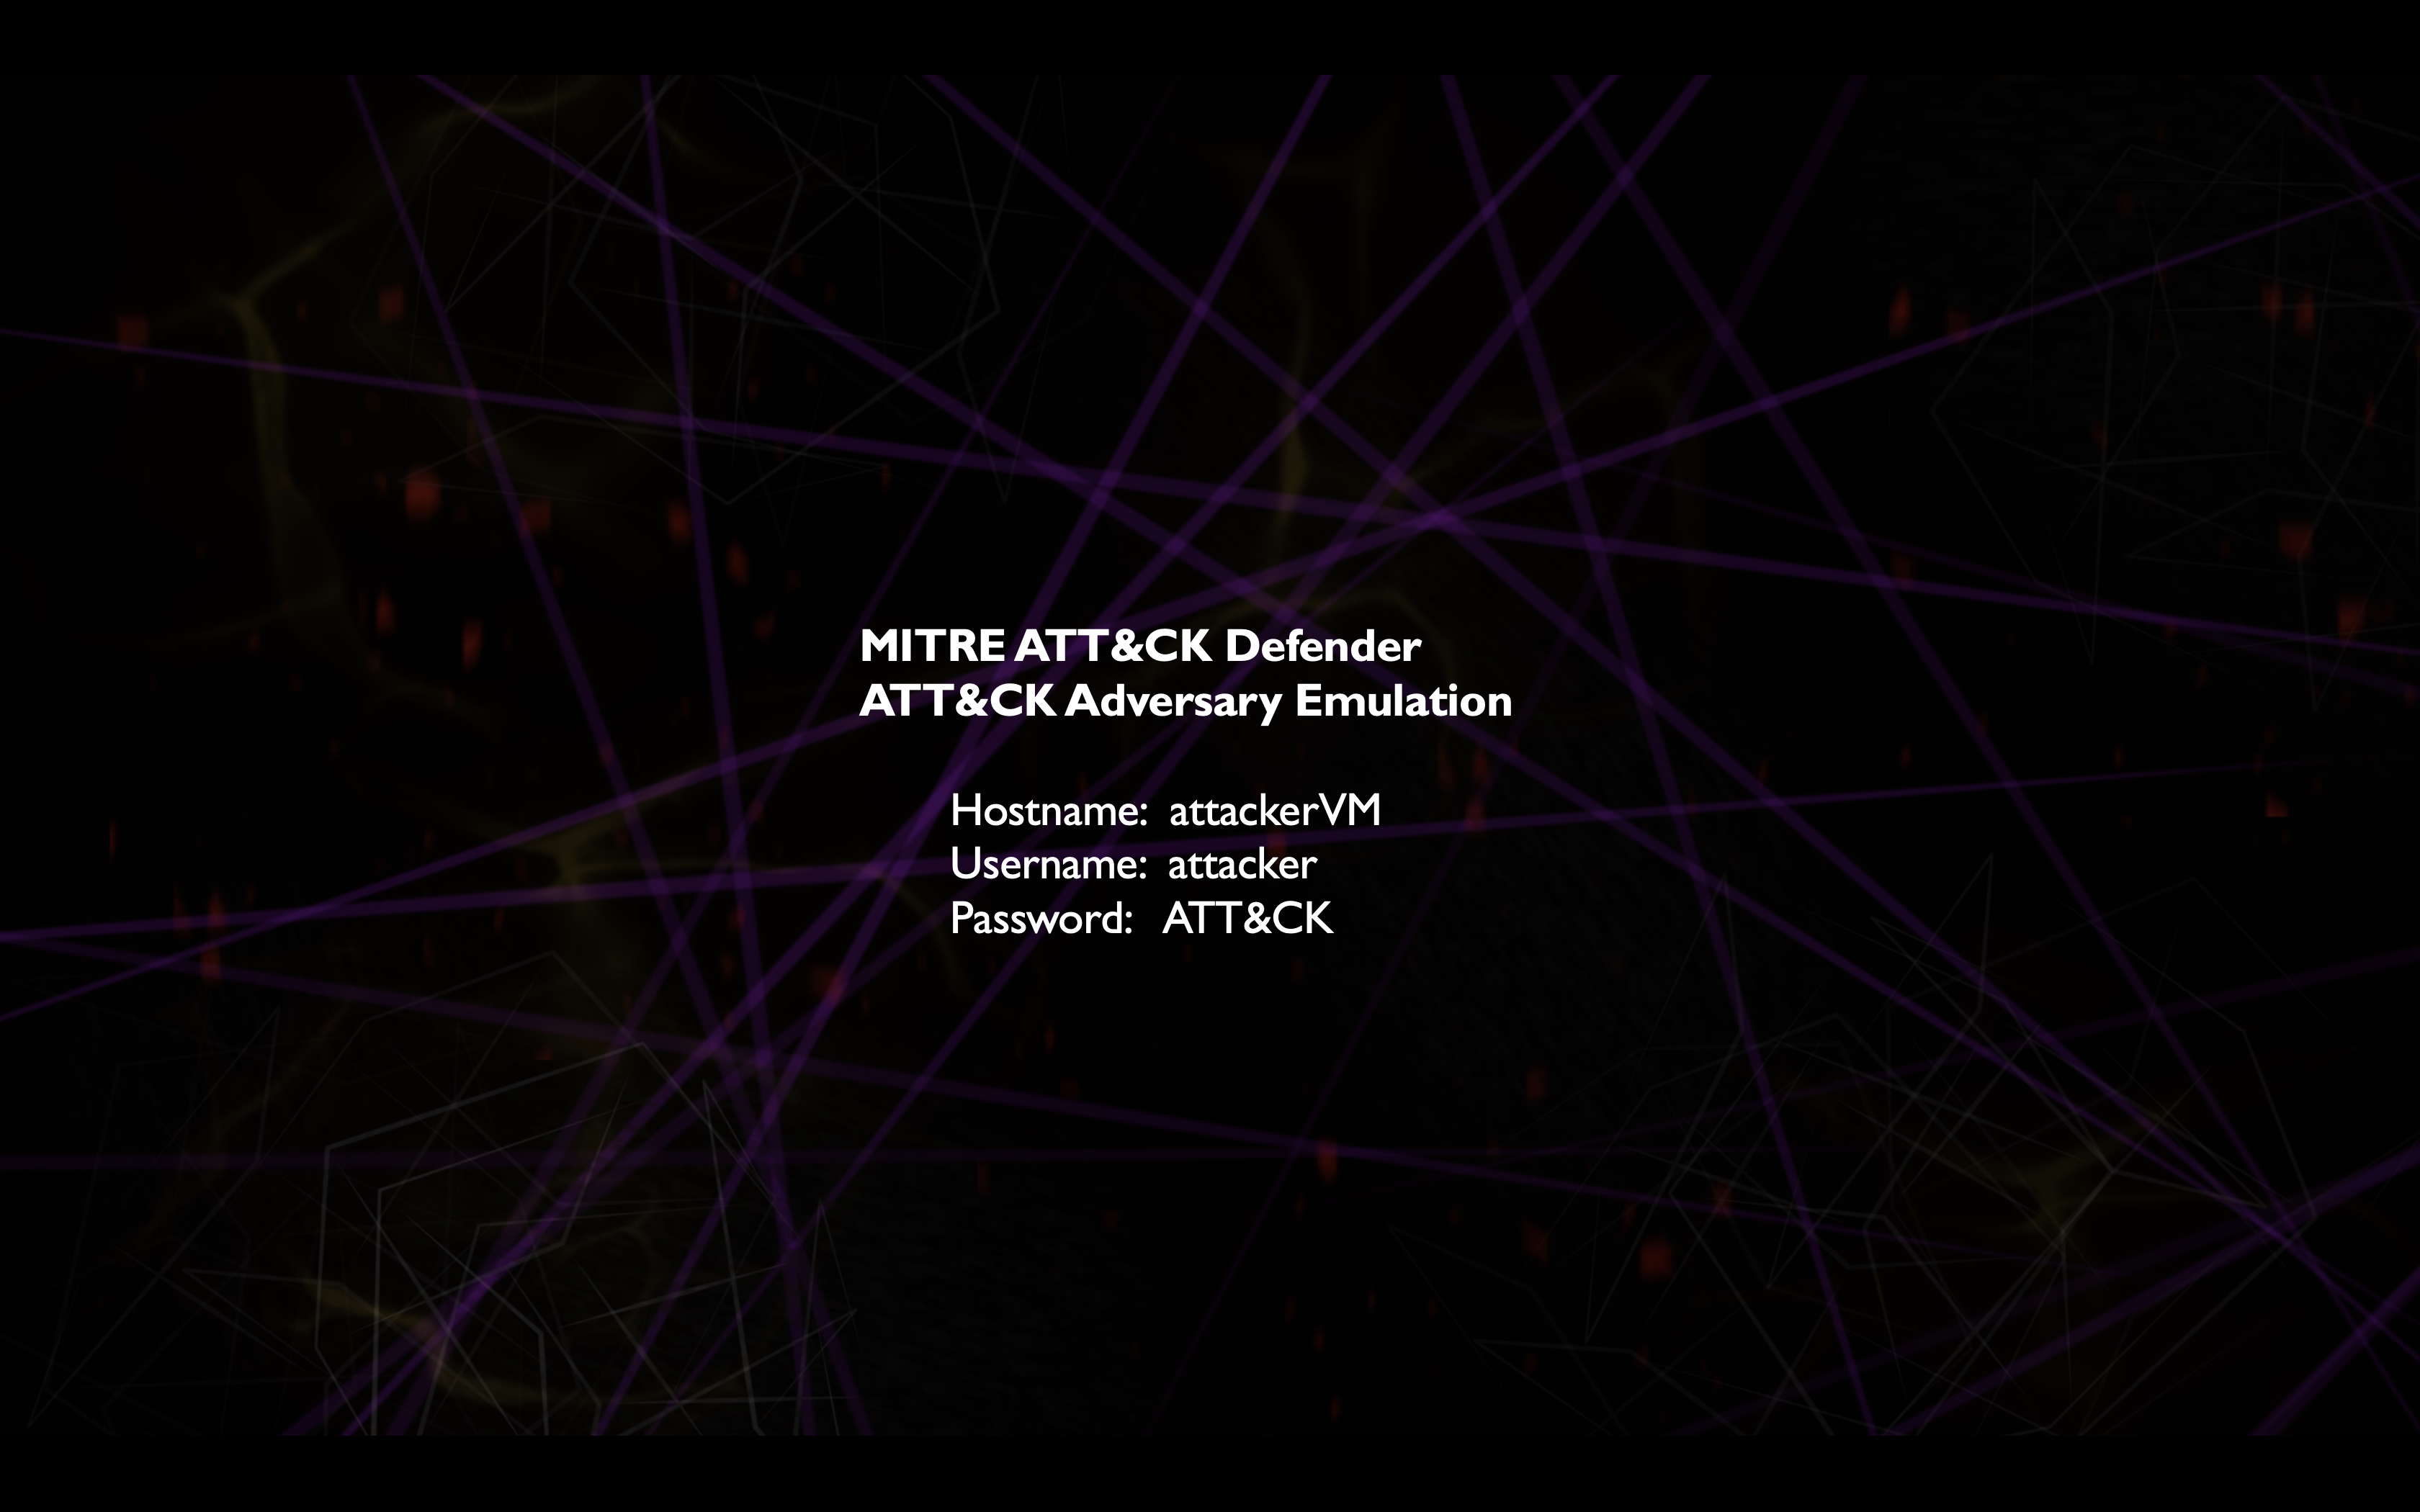 MITRE ATT&CK Defender
ATT&CK Adversary Emulation
Hostname: attackerVM
Username: attacker
Password: ATT&CK